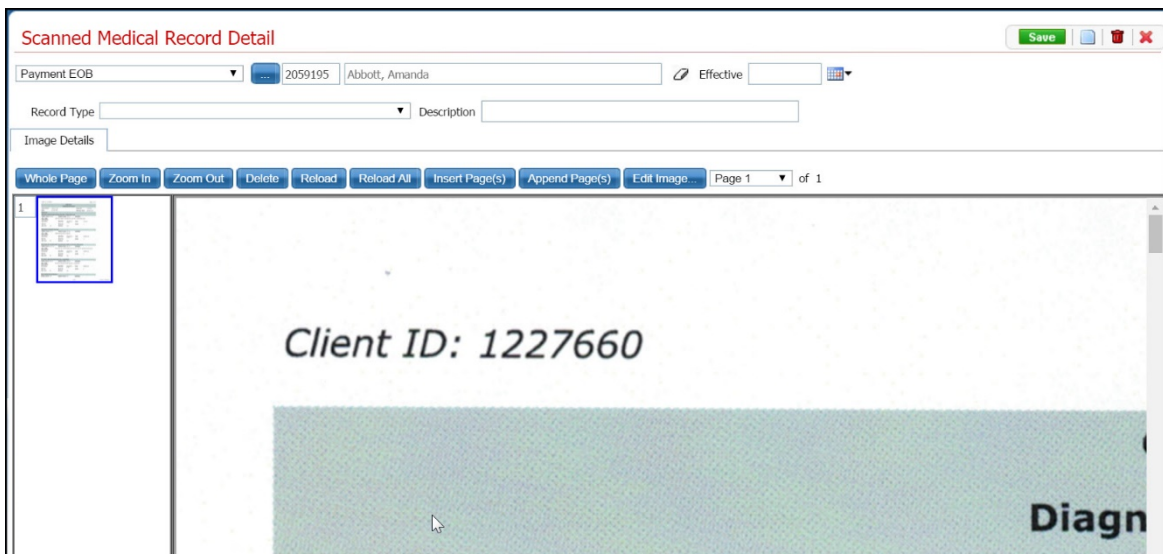 Scanned Medical Record Detail
Save
Payment EOB ... 2059195 Abbott, Amanda Effective
Record Type Description
Image Details
Whole Page Zoom In Zoom Out Delete Reload Reload All Insert Page(s) Append Page(s) Edit Image... Page 1 of 1
1
Client ID: 1227660
Diagn